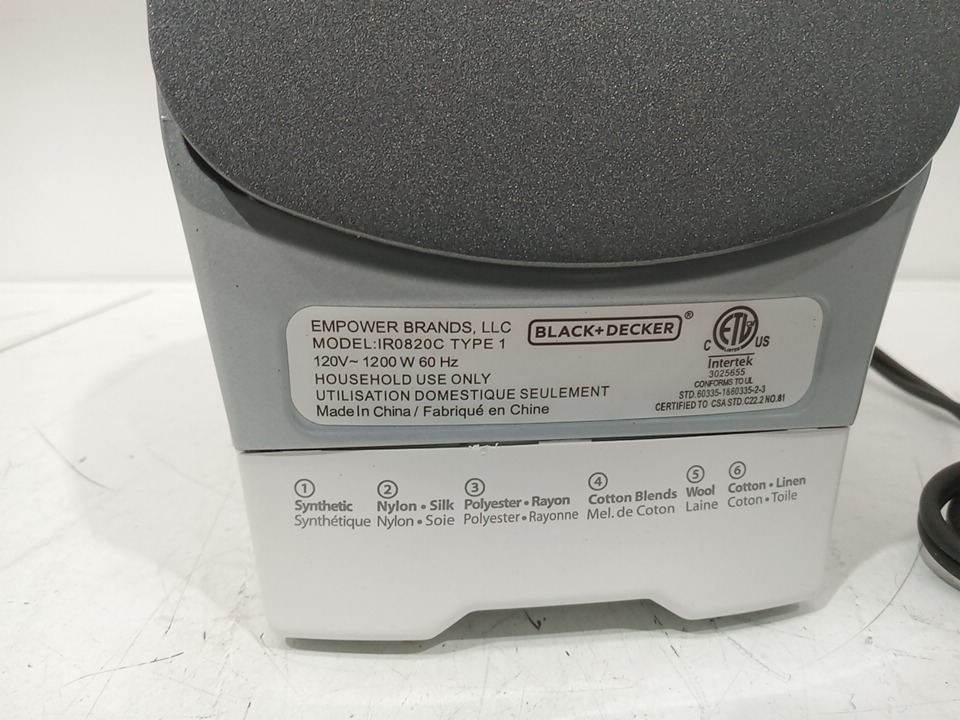 EMPOWER BRANDS, LLC
MODEL:IR0820C TYPE 1
120V~ 1200 W 60 Hz
HOUSEHOLD USE ONLY
UTILISATION DOMESTIQUE SEULEMENT
Made In China / Fabriqué en Chine
BLACK+DECKER®
ETL
LISTED
C US
Intertek
3025655
CONFORMS TO UL
STD. 60335-1&60335-2-3
CERTIFIED TO CSA STD. C22.2 NO.81
1 2 3 4 5 6
Synthetic Nylon • Silk Polyester • Rayon Cotton Blends Wool Cotton • Linen
Synthétique Nylon • Soie Polyester • Rayonne Mel. de Coton Laine Coton • Toile